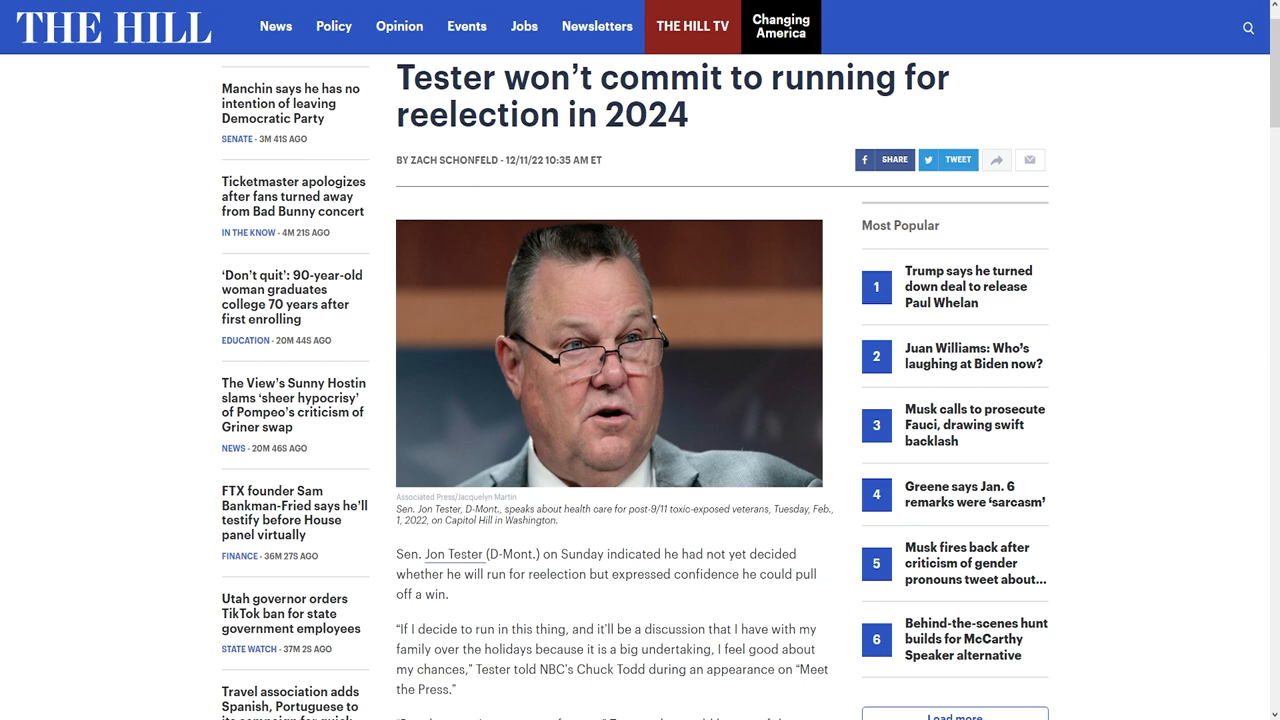 THE HILL
News
Policy
Opinion
Events
Jobs
Newsletters
THE HILL TV
Changing
America
Manchin says he has no
intention of leaving
Democratic Party
SENATE - 3M 41S AGO
Ticketmaster apologizes
after fans turned away
from Bad Bunny concert
IN THE KNOW - 4M 21S AGO
‘Don’t quit’: 90-year-old
woman graduates
college 70 years after
first enrolling
EDUCATION - 20M 44S AGO
The View’s Sunny Hostin
slams ‘sheer hypocrisy’
of Pompeo’s criticism of
Griner swap
NEWS - 20M 46S AGO
FTX founder Sam
Bankman-Fried says he’ll
testify before House
panel virtually
FINANCE - 36M 27S AGO
Utah governor orders
TikTok ban for state
government employees
STATE WATCH - 37M 2S AGO
Travel association adds
Spanish, Portuguese to
Tester won’t commit to running for
reelection in 2024
BY ZACH SCHONFELD - 12/11/22 10:35 AM ET
SHARE
TWEET
Associated Press/Jacquelyn Martin
Sen. Jon Tester, D-Mont., speaks about health care for post-9/11 toxic-exposed veterans, Tuesday, Feb.,
1, 2022, on Capitol Hill in Washington.
Sen. Jon Tester (D-Mont.) on Sunday indicated he had not yet decided
whether he will run for reelection but expressed confidence he could pull
off a win.
“If I decide to run in this thing, and it’ll be a discussion that I have with my
family over the holidays because it is a big undertaking, I feel good about
my chances,” Tester told NBC’s Chuck Todd during an appearance on “Meet
the Press.”
Most Popular
1
Trump says he turned
down deal to release
Paul Whelan
2
Juan Williams: Who’s
laughing at Biden now?
3
Musk calls to prosecute
Fauci, drawing swift
backlash
4
Greene says Jan. 6
remarks were ‘sarcasm’
5
Musk fires back after
criticism of gender
pronouns tweet about...
6
Behind-the-scenes hunt
builds for McCarthy
Speaker alternative
Load more